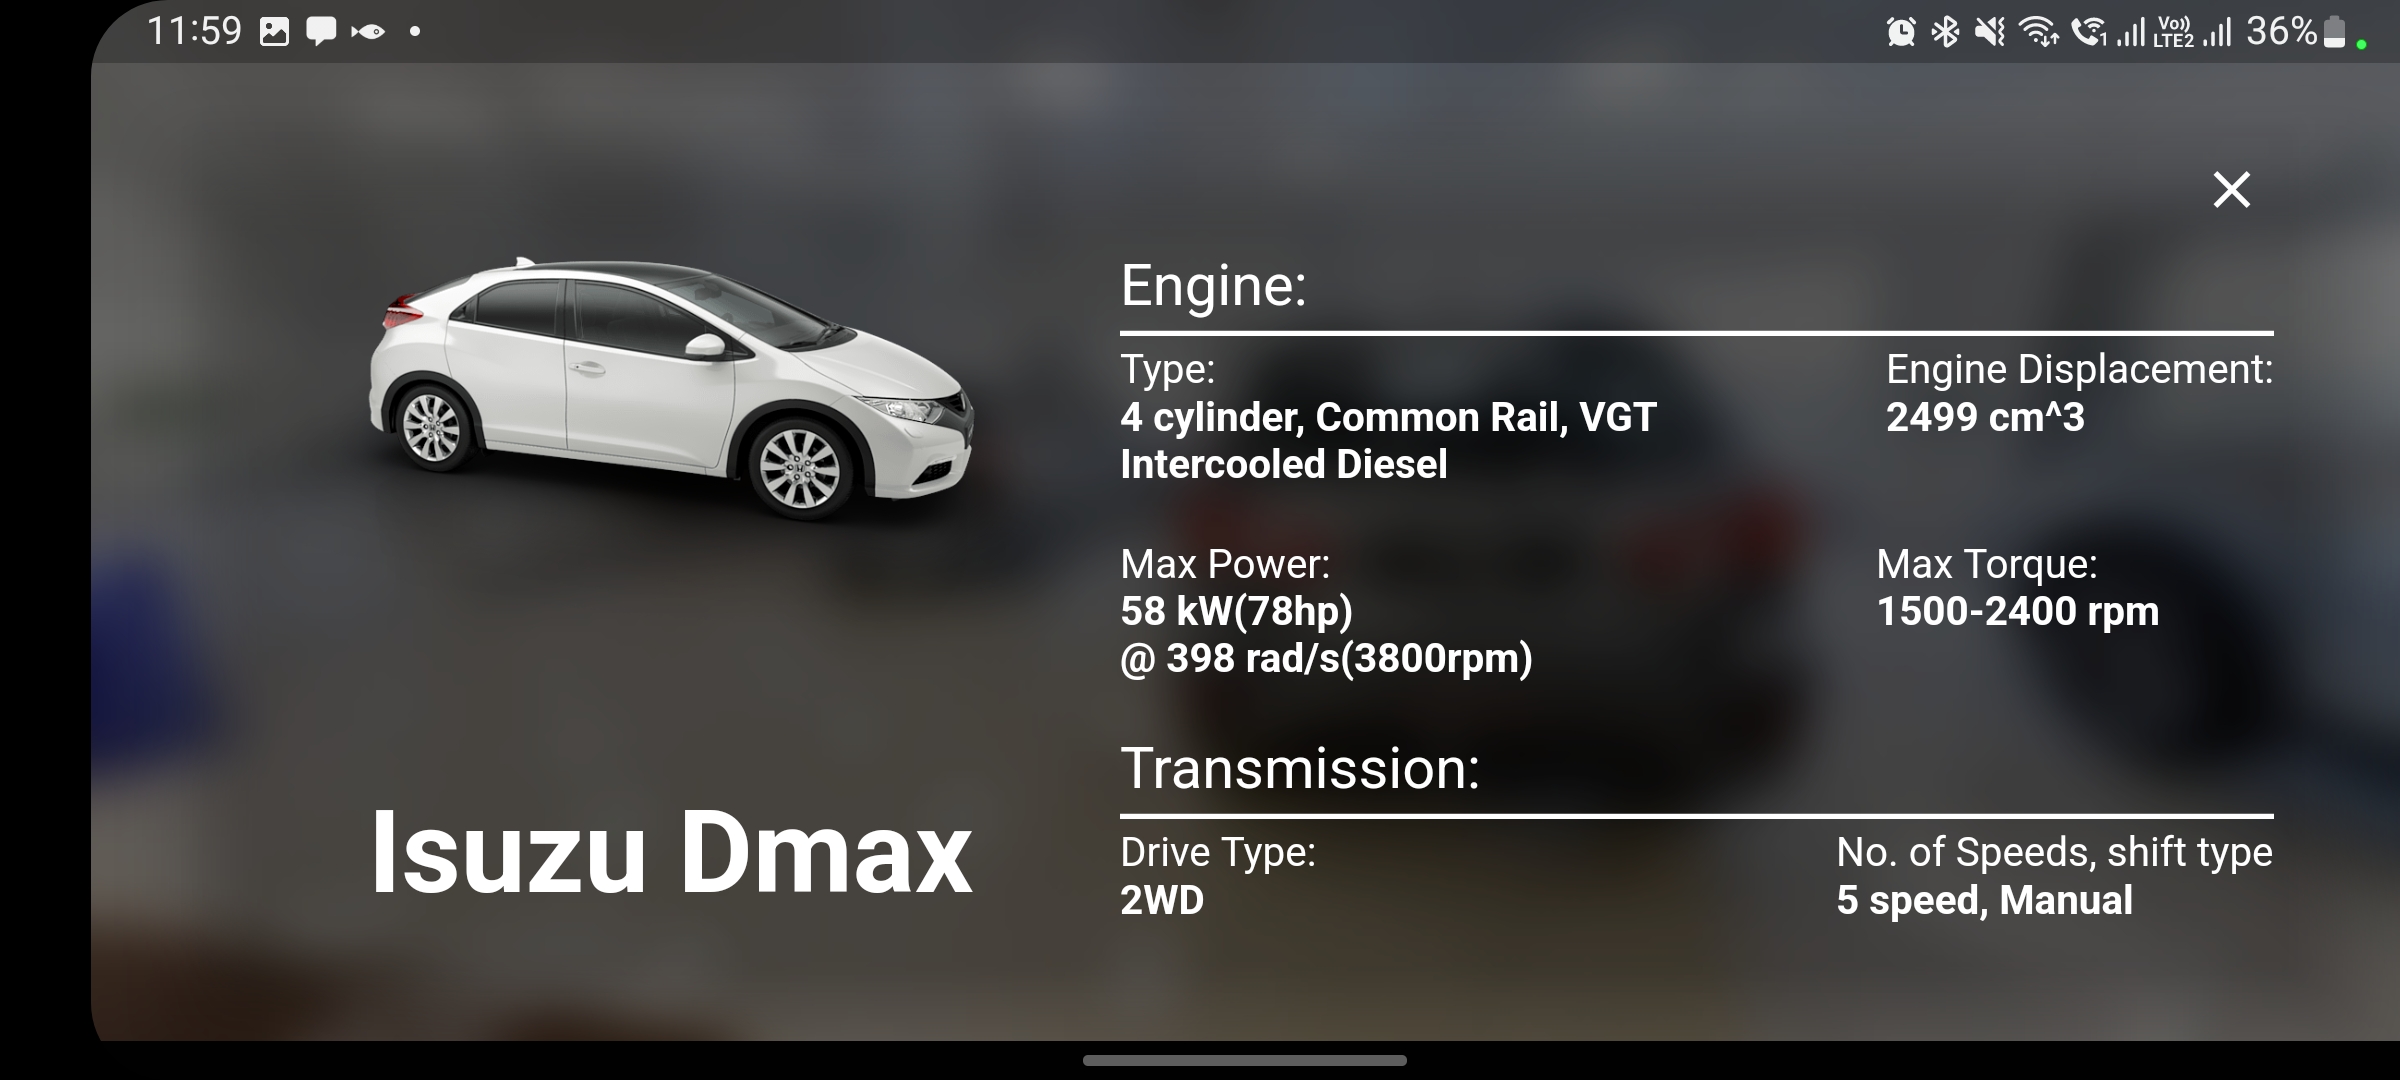 11:59
1
Vo))
LTE2
36%
Engine:
Type:
4 cylinder, Common Rail, VGT
Intercooled Diesel
Engine Displacement:
2499 cm^3
Max Power:
58 kW(78hp)
@ 398 rad/s(3800rpm)
Max Torque:
1500-2400 rpm
Isuzu Dmax
Transmission:
Drive Type:
2WD
No. of Speeds, shift type
5 speed, Manual